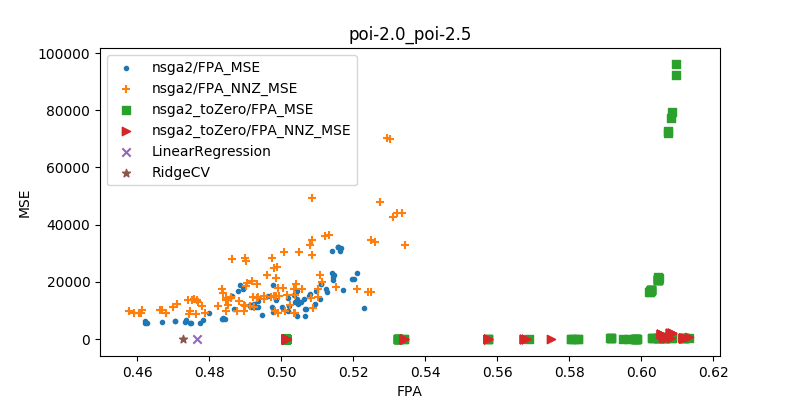 poi-2.0_poi-2.5
nsga2/FPA_MSE
nsga2/FPA_NNZ_MSE
nsga2_toZero/FPA_MSE
nsga2_toZero/FPA_NNZ_MSE
LinearRegression
RidgeCV
MSE
100000
80000
60000
40000
20000
0
0.46 0.48 0.50 0.52 0.54 0.56 0.58 0.60 0.62
FPA